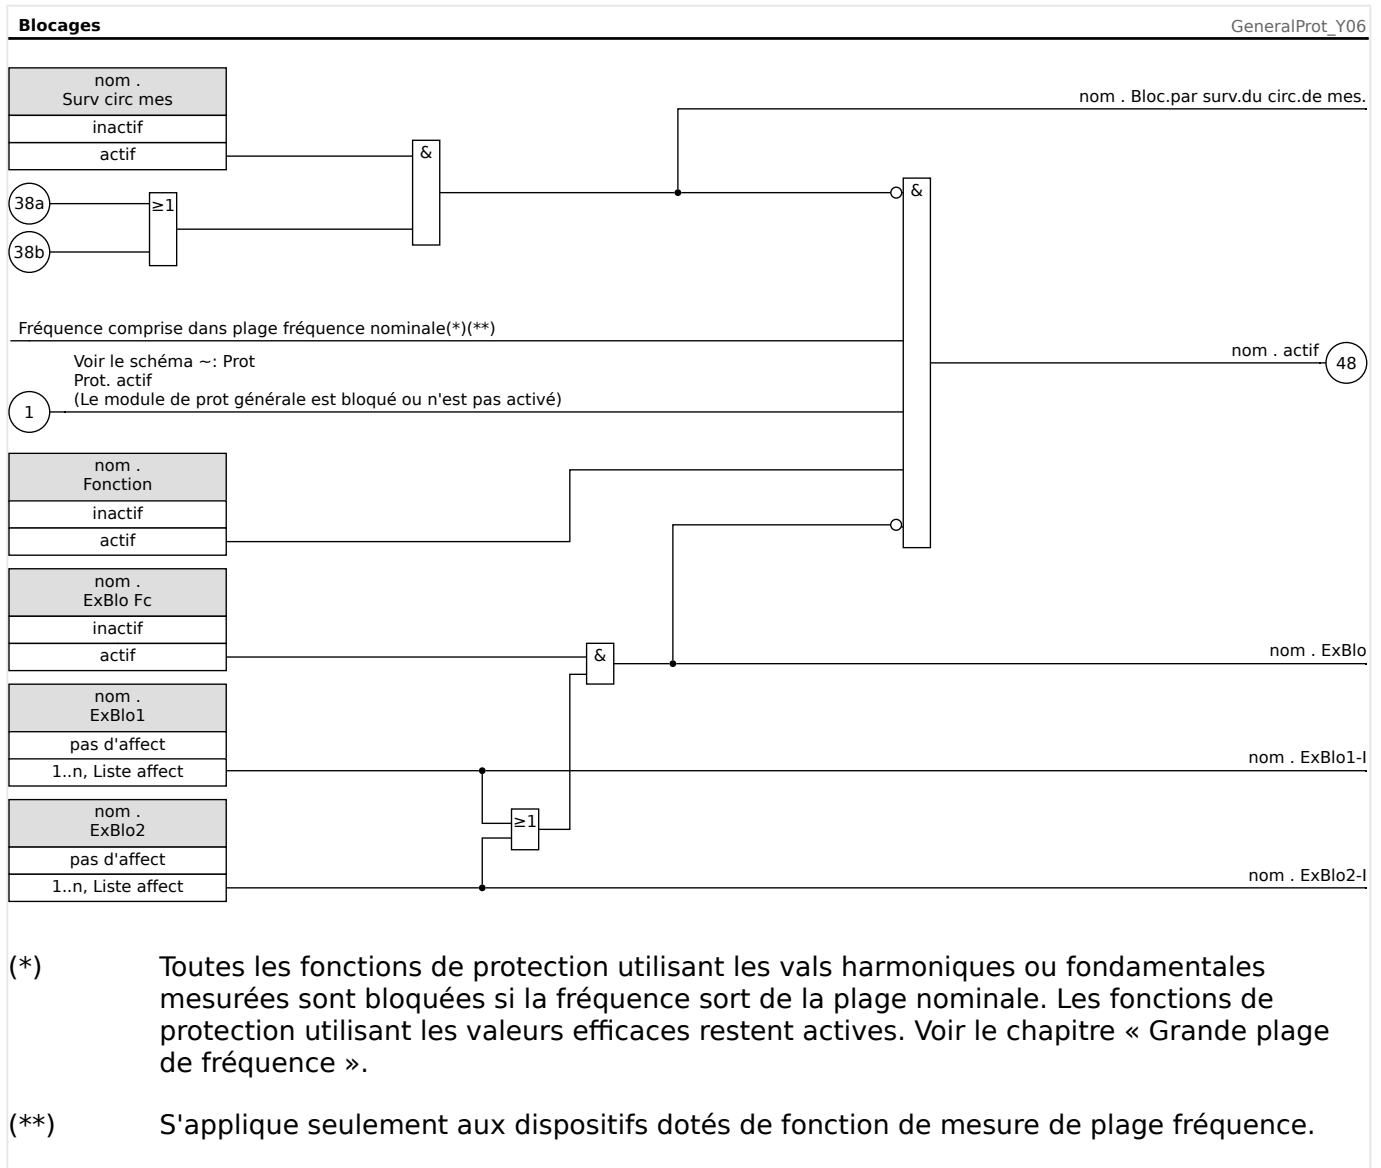 Blocages
GeneralProt_Y06
nom .
Surv circ mes
inactif
actif
nom . Bloc.par surv.du circ.de mes.
&
38a
≥1
38b
&
Fréquence comprise dans plage fréquence nominale(*)(**)
Voir le schéma ~: Prot
Prot. actif
(Le module de prot générale est bloqué ou n'est pas activé)
1
nom . actif
48
nom .
Fonction
inactif
actif
nom .
ExBlo Fc
inactif
actif
&
nom . ExBlo
nom .
ExBlo1
pas d'affect
1..n, Liste affect
nom . ExBlo1-I
≥1
nom .
ExBlo2
pas d'affect
1..n, Liste affect
nom . ExBlo2-I
(*) Toutes les fonctions de protection utilisant les vals harmoniques ou fondamentales
mesurées sont bloquées si la fréquence sort de la plage nominale. Les fonctions de
protection utilisant les valeurs efficaces restent actives. Voir le chapitre « Grande plage
de fréquence ».
(**) S'applique seulement aux dispositifs dotés de fonction de mesure de plage fréquence.